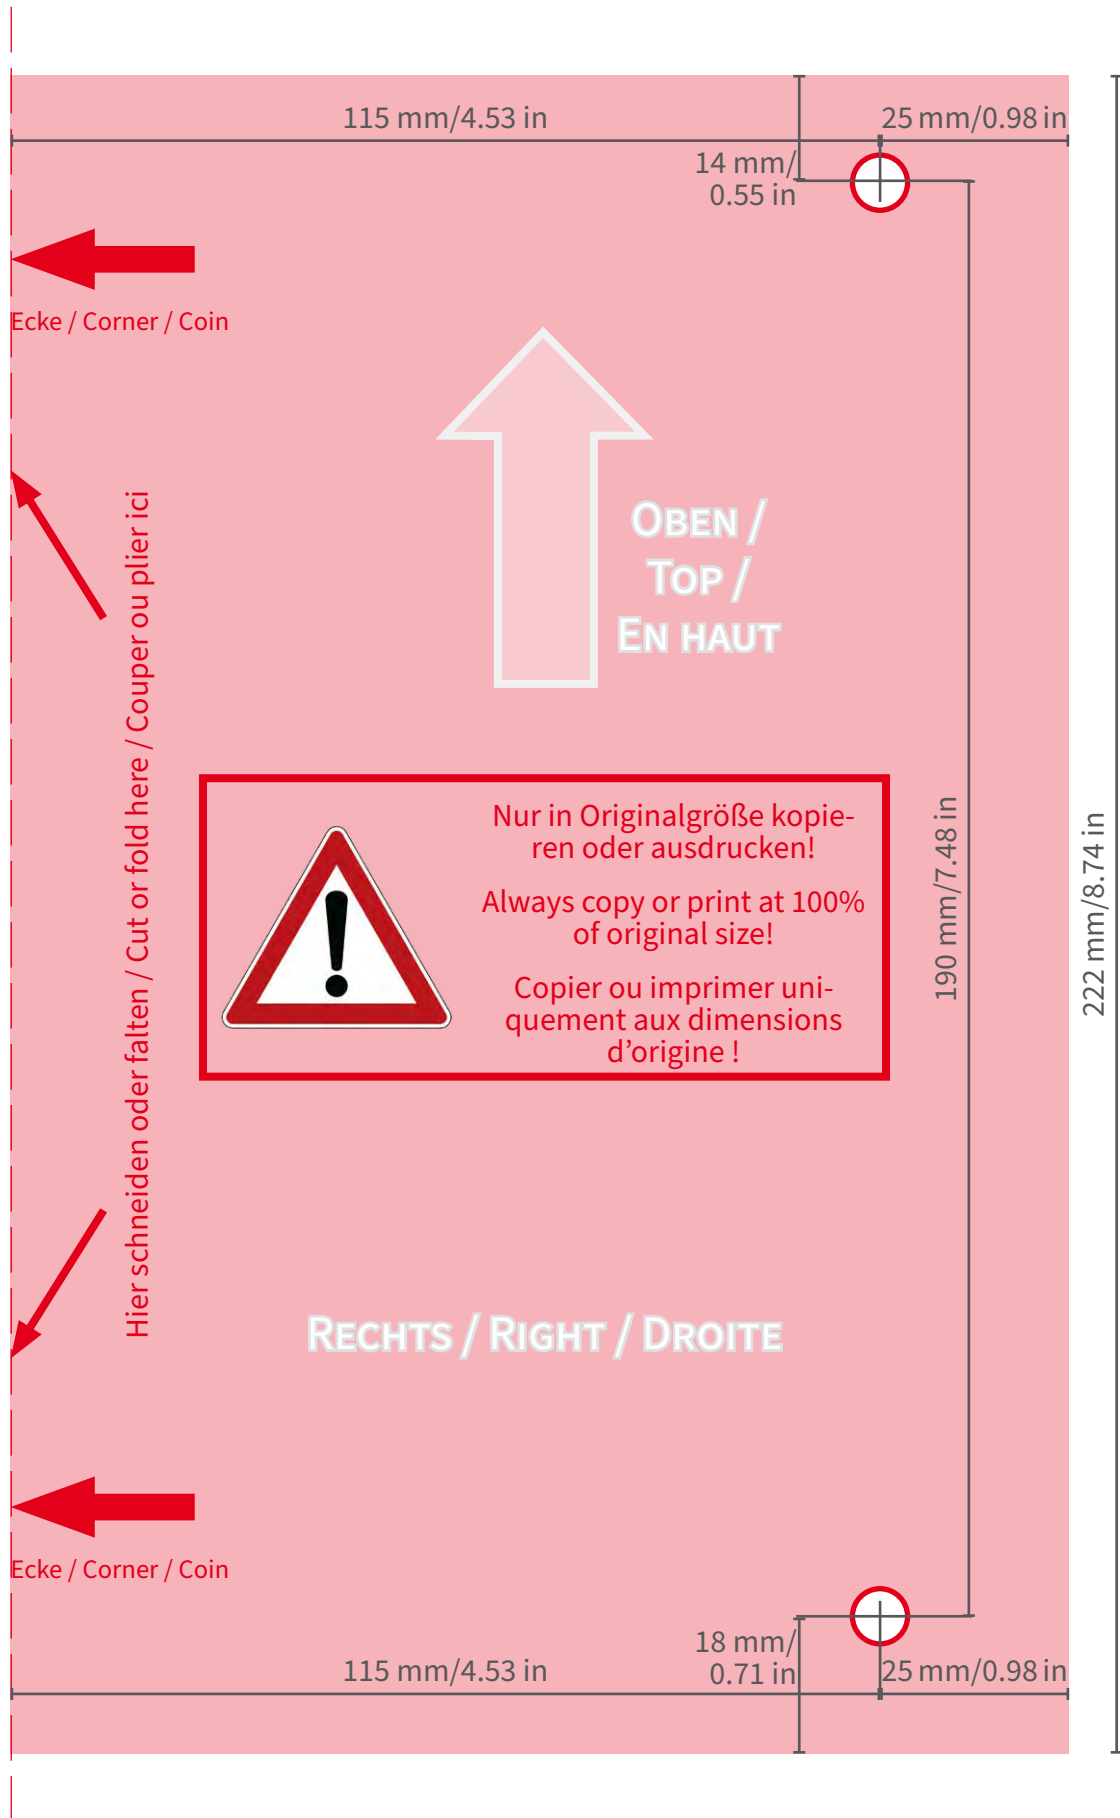 115 mm/4.53 in
25 mm/0.98 in
14 mm/
0.55 in
Ecke / Corner / Coin
Hier schneiden oder falten / Cut or fold here / Couper ou plier ici
OBEN /
TOP /
EN HAUT
Nur in Originalgröße kopie-
ren oder ausdrucken!
Always copy or print at 100%
of original size!
Copier ou imprimer uni-
quement aux dimensions
d’origine !
190 mm/7.48 in
222 mm/8.74 in
RECHTS / RIGHT / DROITE
Ecke / Corner / Coin
18 mm/
0.71 in
115 mm/4.53 in
25 mm/0.98 in